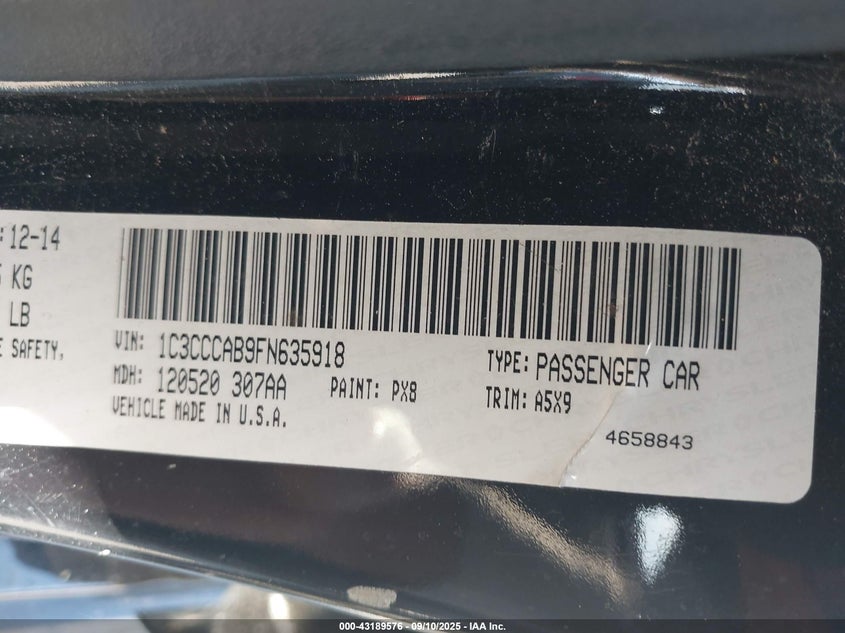 : 12-14
KG
LB
SAFETY,
VIN: 1C3CCCAB9FN635918
TYPE: PASSENGER CAR
MDH: 120520 307AA
PAINT: PX8
TRIM: A5X9
VEHICLE MADE IN U.S.A.
4658843
000-43189576 - 09/10/2025 - IAA Inc.